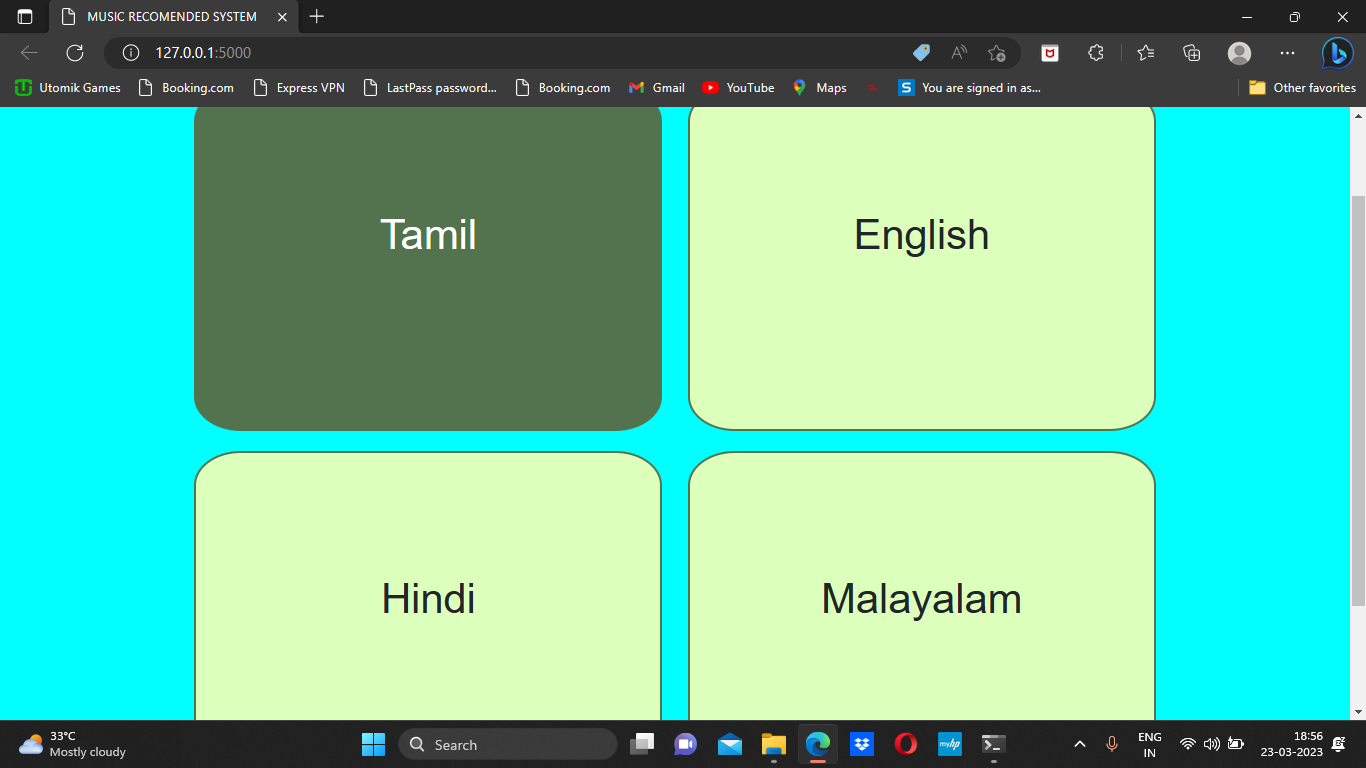 MUSIC RECOMENDED SYSTEM
127.0.0.1:5000
Utomik Games
Booking.com
Express VPN
LastPass password...
Booking.com
Gmail
YouTube
Maps
S
You are signed in as...
Other favorites
Tamil
English
Hindi
Malayalam
33°C
Mostly cloudy
Search
myhp
ENG
IN
18:56
23-03-2023